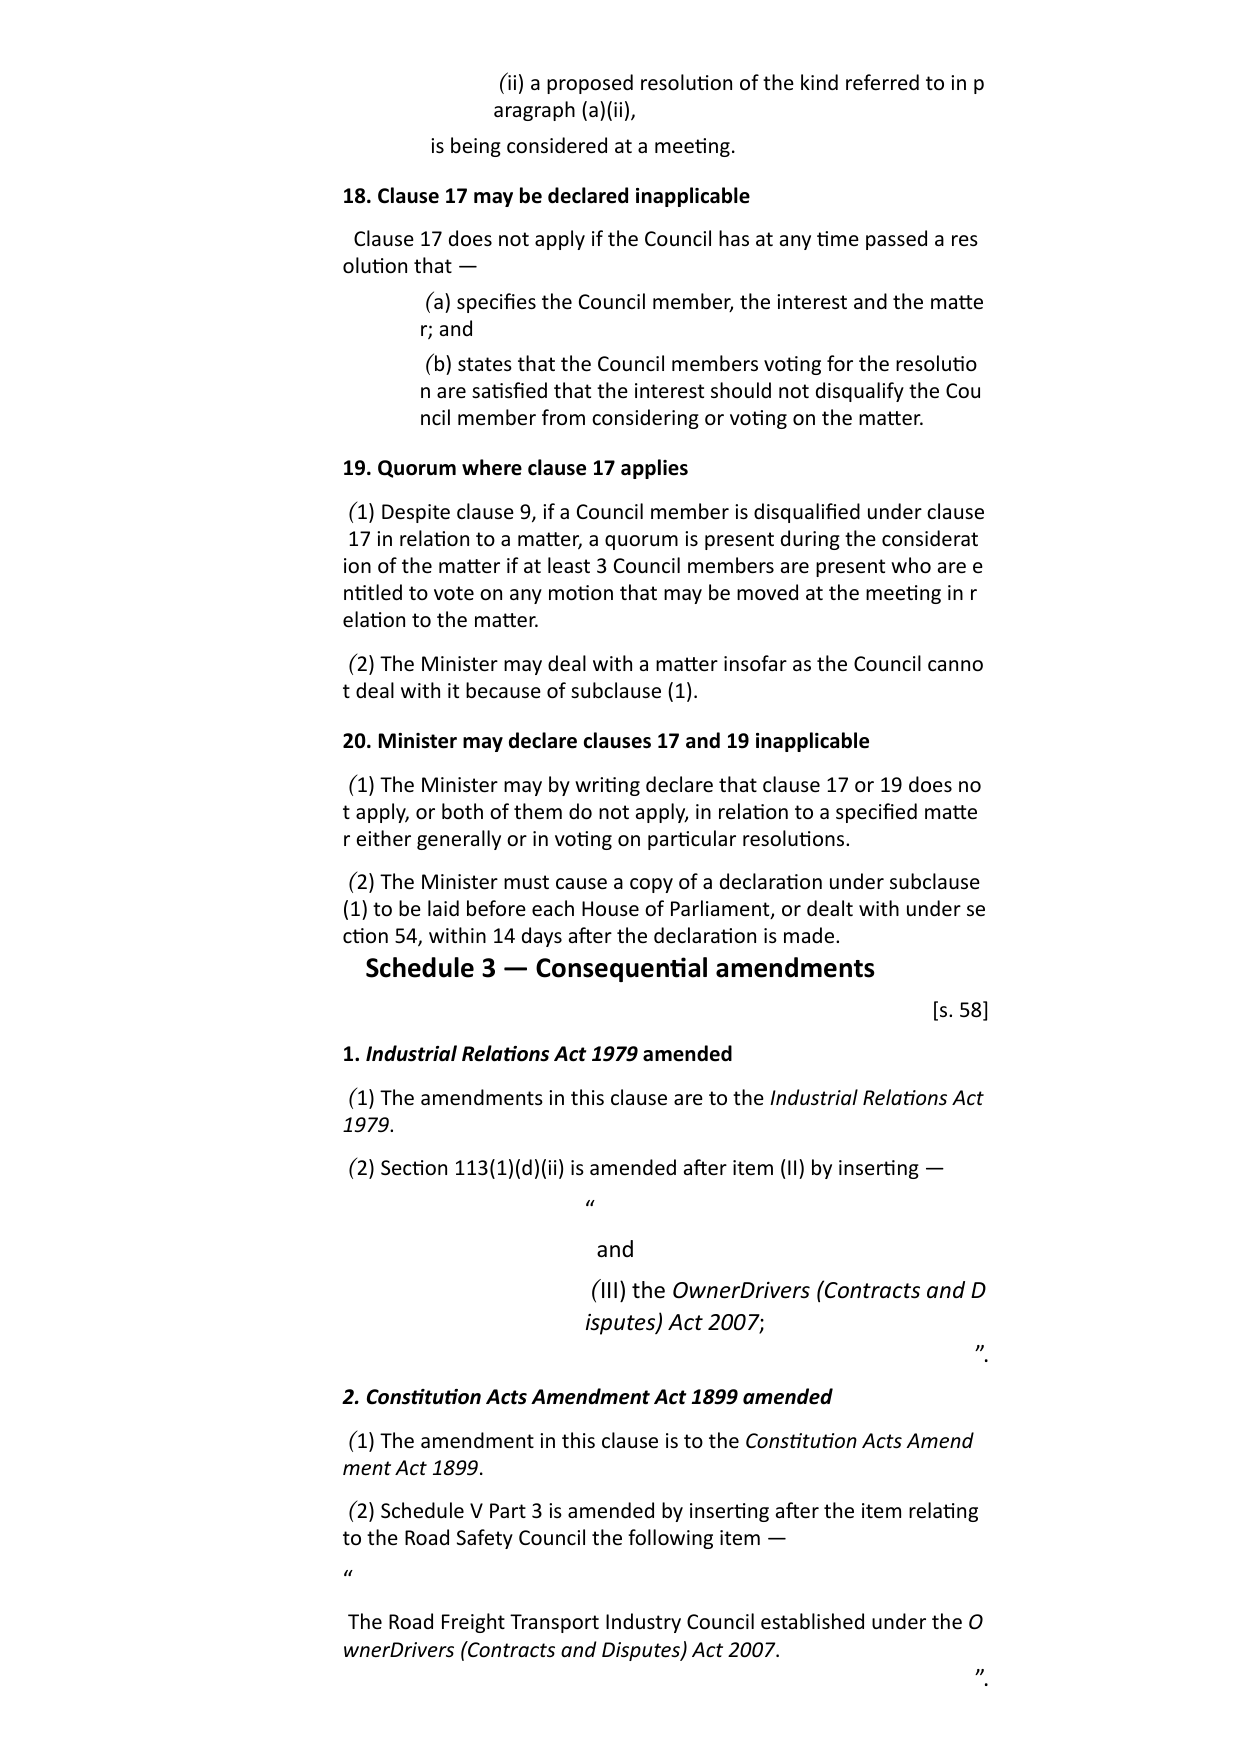 (ii) a proposed resolution of the kind referred to in p
aragraph (a)(ii),
is being considered at a meeting.
18. Clause 17 may be declared inapplicable
Clause 17 does not apply if the Council has at any time passed a res
olution that —
(a) specifies the Council member, the interest and the matte
r; and
(b) states that the Council members voting for the resolutio
n are satisfied that the interest should not disqualify the Cou
ncil member from considering or voting on the matter.
19. Quorum where clause 17 applies
(1) Despite clause 9, if a Council member is disqualified under clause
17 in relation to a matter, a quorum is present during the considerat
ion of the matter if at least 3 Council members are present who are e
ntitled to vote on any motion that may be moved at the meeting in r
elation to the matter.
(2) The Minister may deal with a matter insofar as the Council canno
t deal with it because of subclause (1).
20. Minister may declare clauses 17 and 19 inapplicable
(1) The Minister may by writing declare that clause 17 or 19 does no
t apply, or both of them do not apply, in relation to a specified matte
r either generally or in voting on particular resolutions.
(2) The Minister must cause a copy of a declaration under subclause
(1) to be laid before each House of Parliament, or dealt with under se
ction 54, within 14 days after the declaration is made.
Schedule 3 — Consequential amendments
[s. 58]
1. Industrial Relations Act 1979 amended
(1) The amendments in this clause are to the Industrial Relations Act
1979.
(2) Section 113(1)(d)(ii) is amended after item (II) by inserting —
“
and
(III) the OwnerDrivers (Contracts and D
isputes) Act 2007;
”.
2. Constitution Acts Amendment Act 1899 amended
(1) The amendment in this clause is to the Constitution Acts Amend
ment Act 1899.
(2) Schedule V Part 3 is amended by inserting after the item relating
to the Road Safety Council the following item —
“
The Road Freight Transport Industry Council established under the O
wnerDrivers (Contracts and Disputes) Act 2007.
”.